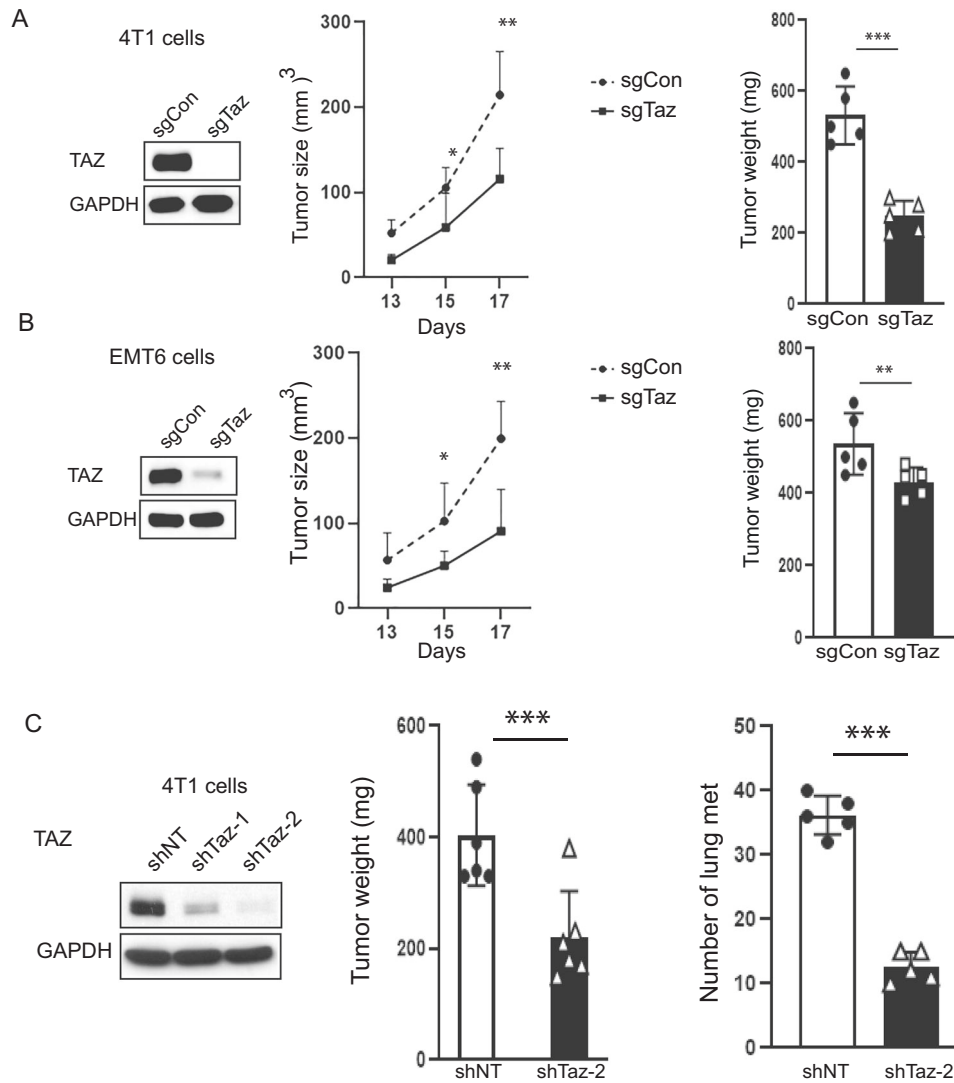 A
4T1 cells
sgCon
sgTaz
TAZ
GAPDH
Tumor size (mm )3
300
200
100
0
*
**
13
15
17
Days
sgCon
sgTaz
Tumor weight (mg)
800
600
400
200
0
***
sgCon
sgTaz
B
EMT6 cells
sgCon
sgTaz
TAZ
GAPDH
Tumor size (mm3)
300
200
100
0
*
**
13
15
17
Days
sgCon
sgTaz
Tumor weight (mg)
800
600
400
200
0
**
sgCon
sgTaz
C
4T1 cells
TAZ
shNT
shTaz-1
shTaz-2
GAPDH
Tumor weight (mg)
600
400
200
0
***
shNT
shTaz-2
Number of lung met
50
40
30
20
10
0
***
shNT
shTaz-2